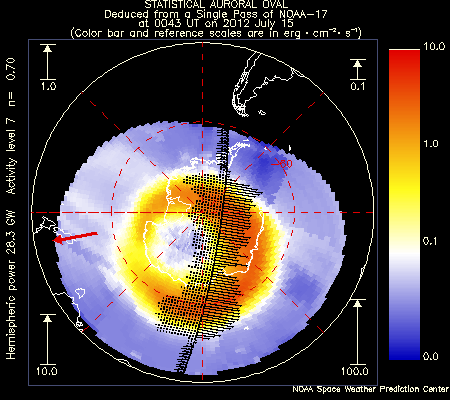 STATISTICAL AURORAL OVAL
Deduced from a Single Pass of NOAA-17
at 0043 UT on 2012 July 15
(Color bar and reference scales are in erg · cm⁻² · s⁻¹)
1.0
0.1
10.0
100.0
10.0
1.0
0.1
0.0
Hemispheric power 28.3 GW Activity level 7 n= 0.70
NOAA Space Weather Prediction Center